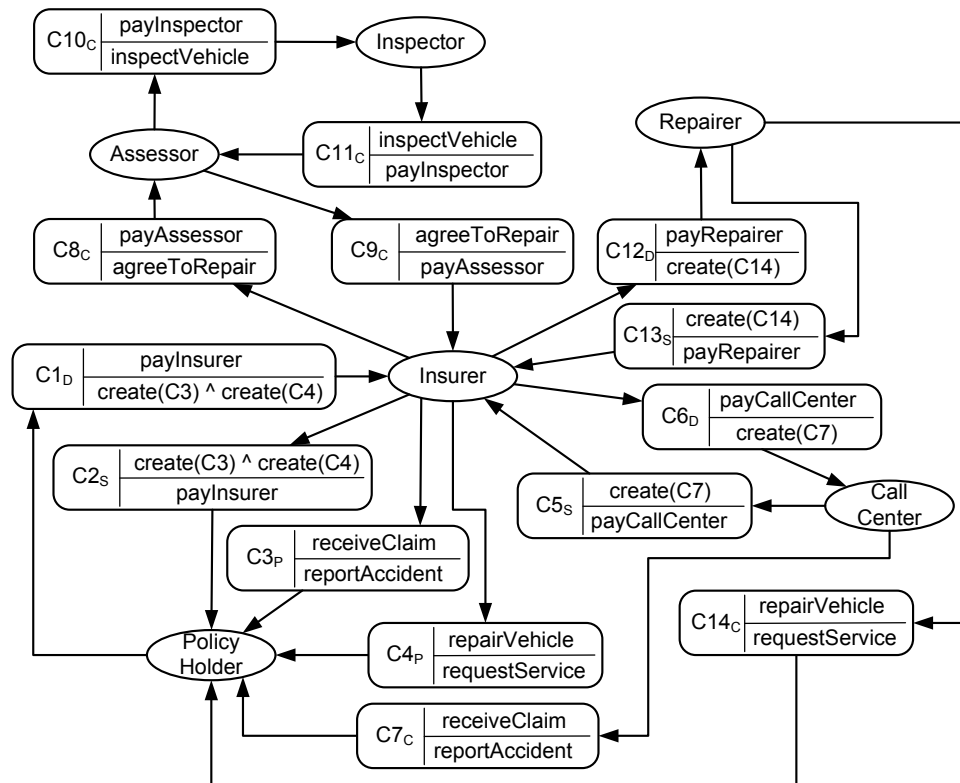 C10C payInspector
inspectVehicle
Inspector
Assessor
C11C inspectVehicle
payInspector
Repairer
C8C payAssessor
agreeToRepair
C9C agreeToRepair
payAssessor
C12D payRepairer
create(C14)
C13S create(C14)
payRepairer
C1D payInsurer
create(C3) ^ create(C4)
Insurer
C6D payCallCenter
create(C7)
C2S create(C3) ^ create(C4)
payInsurer
C5S create(C7)
payCallCenter
Call
Center
C3P receiveClaim
reportAccident
C14C repairVehicle
requestService
Policy
Holder
C4P repairVehicle
requestService
C7C receiveClaim
reportAccident